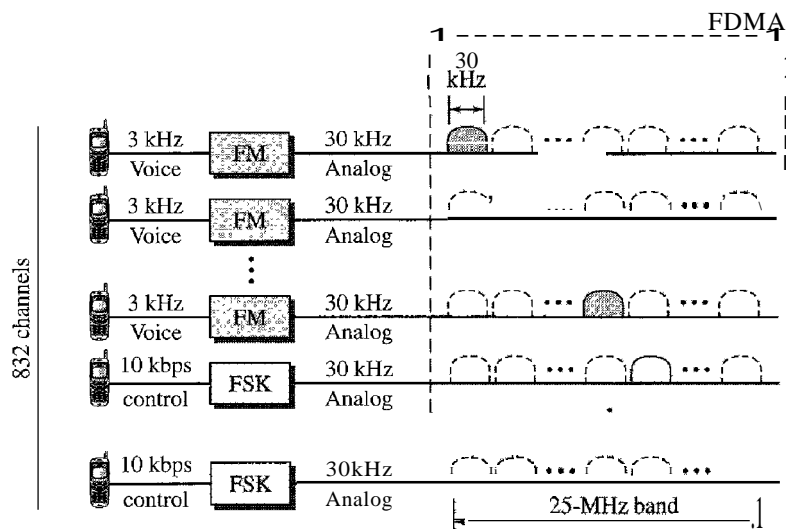 FDMA
30
kHz
3 kHz
FM
30 kHz
Voice
Analog
3 kHz
FM
30 kHz
Voice
Analog
3 kHz
FM
30 kHz
Voice
Analog
10 kbps
FSK
30 kHz
control
Analog
10 kbps
FSK
30kHz
control
Analog
832 channels
25-MHz band